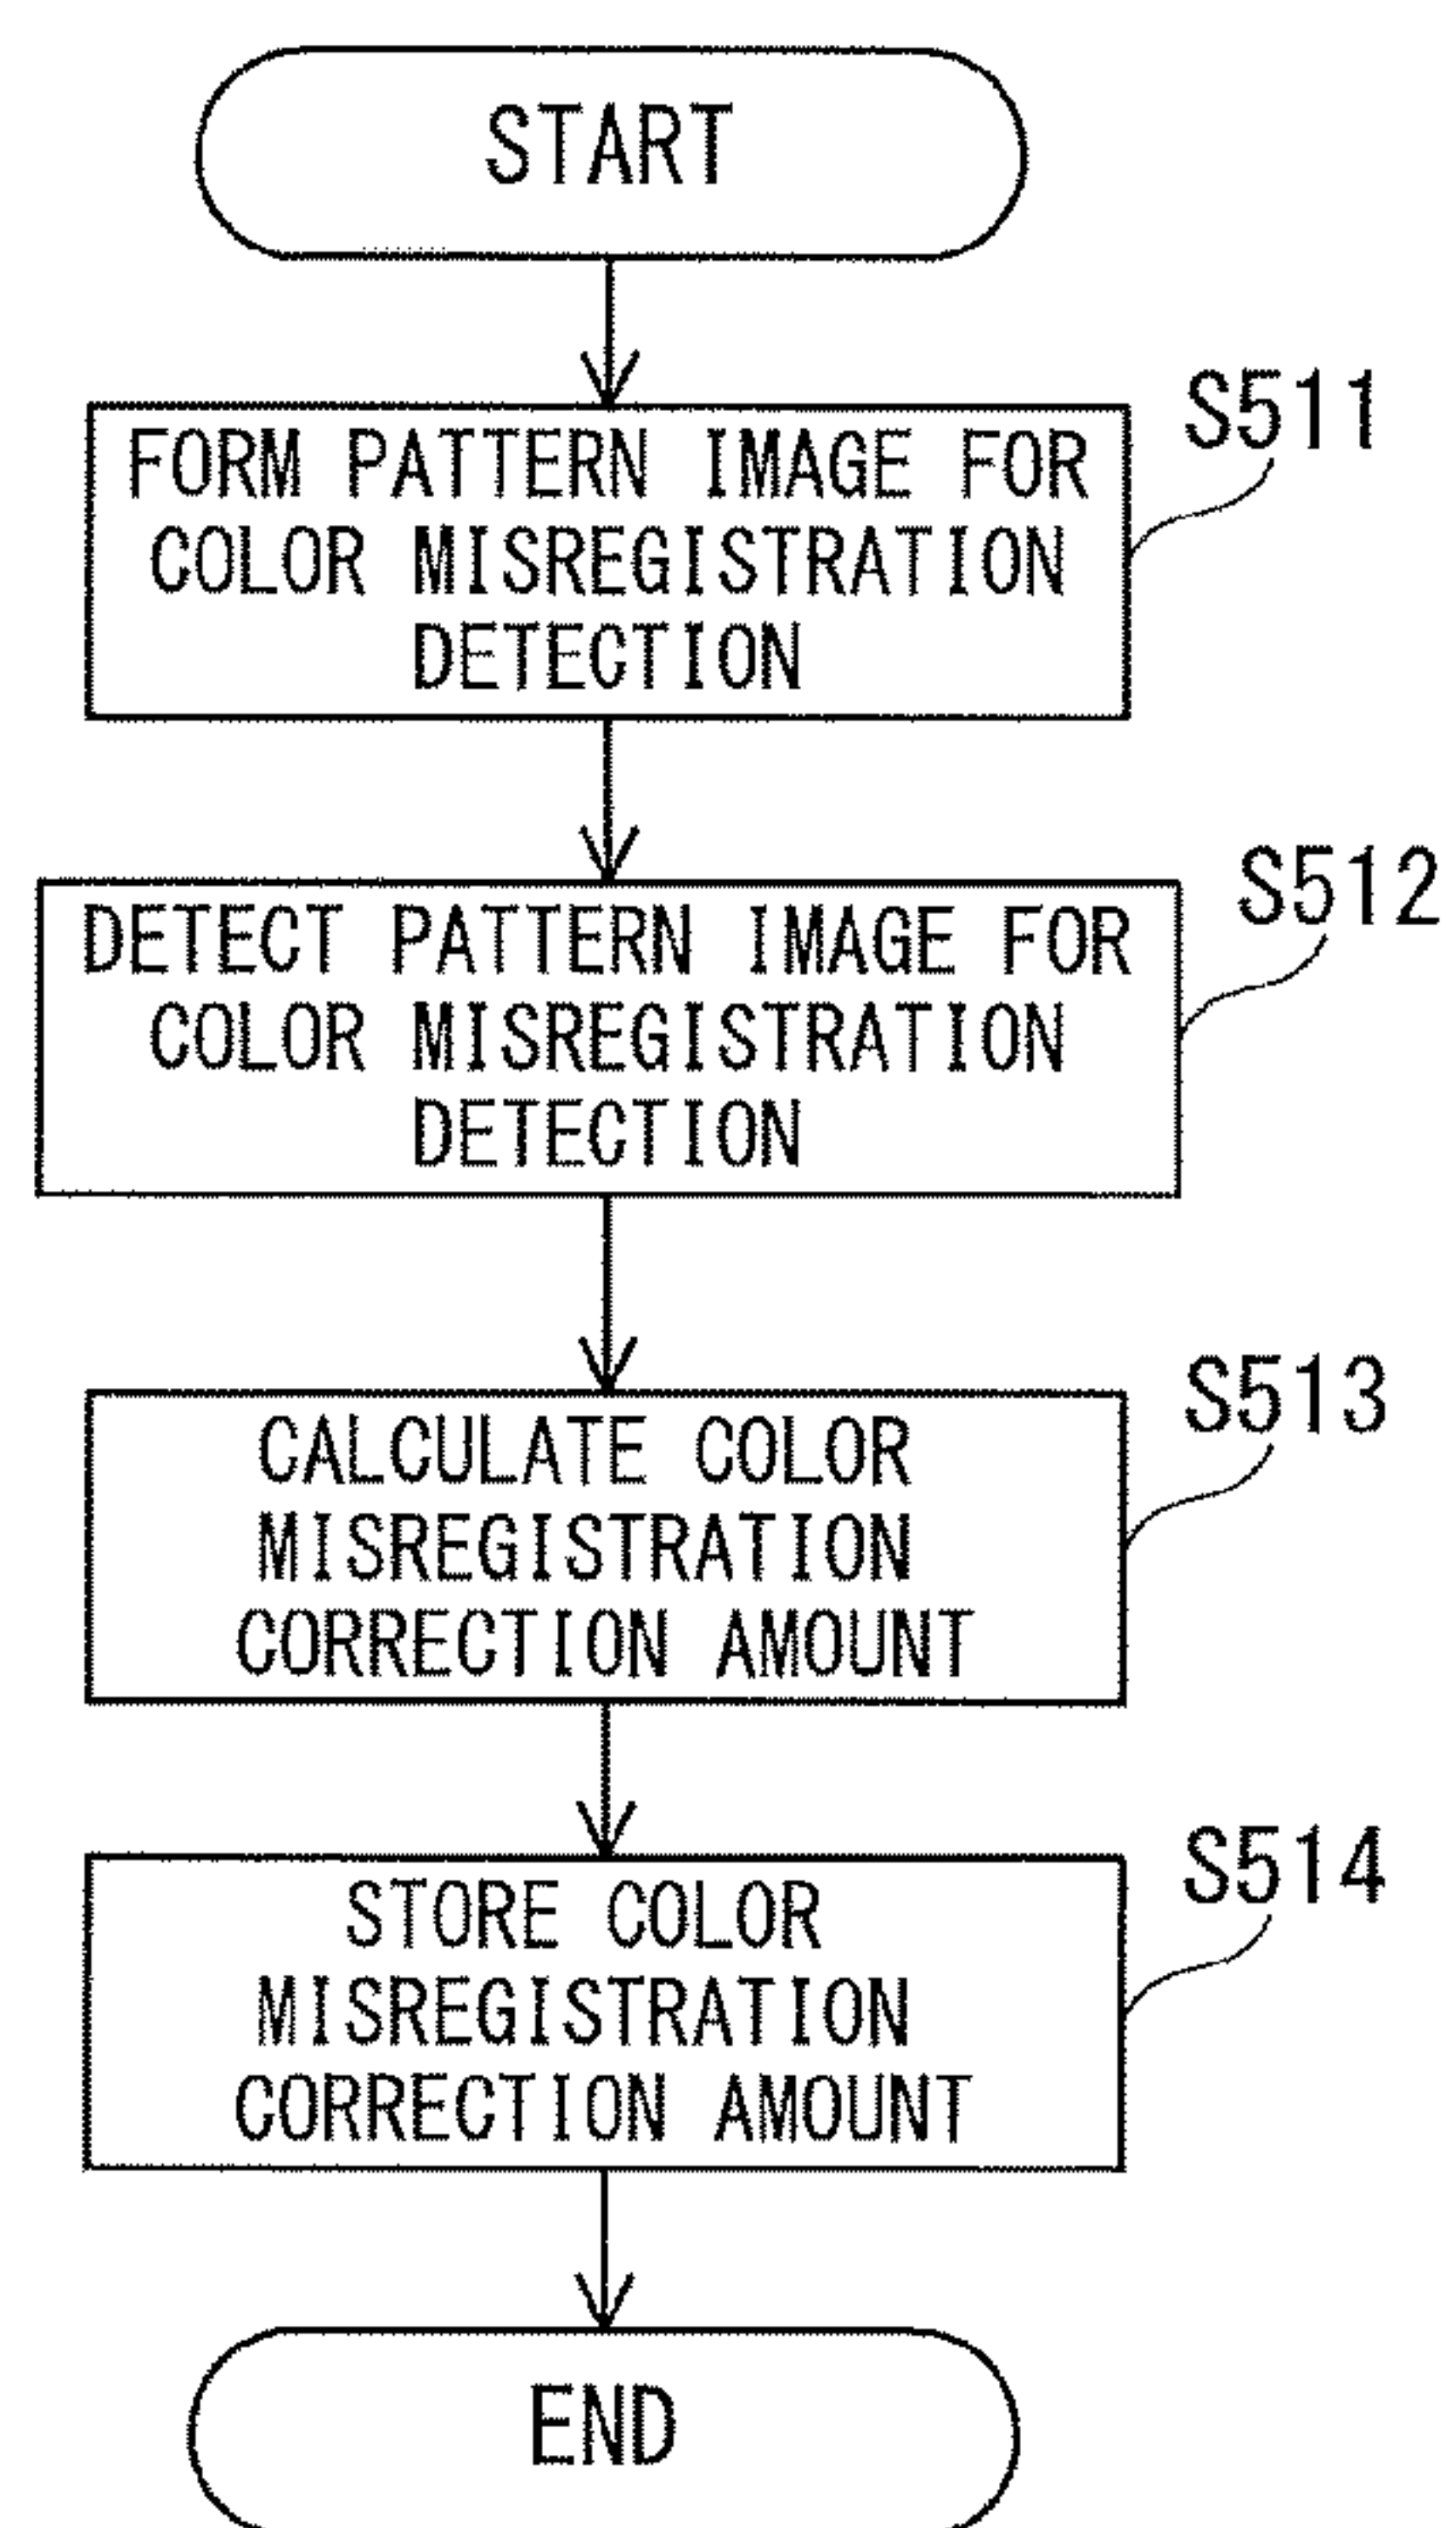 START
FORM PATTERN IMAGE FOR
COLOR MISREGISTRATION
DETECTION
S511
DETECT PATTERN IMAGE FOR
COLOR MISREGISTRATION
DETECTION
S512
CALCULATE COLOR
MISREGISTRATION
CORRECTION AMOUNT
S513
STORE COLOR
MISREGISTRATION
CORRECTION AMOUNT
S514
END